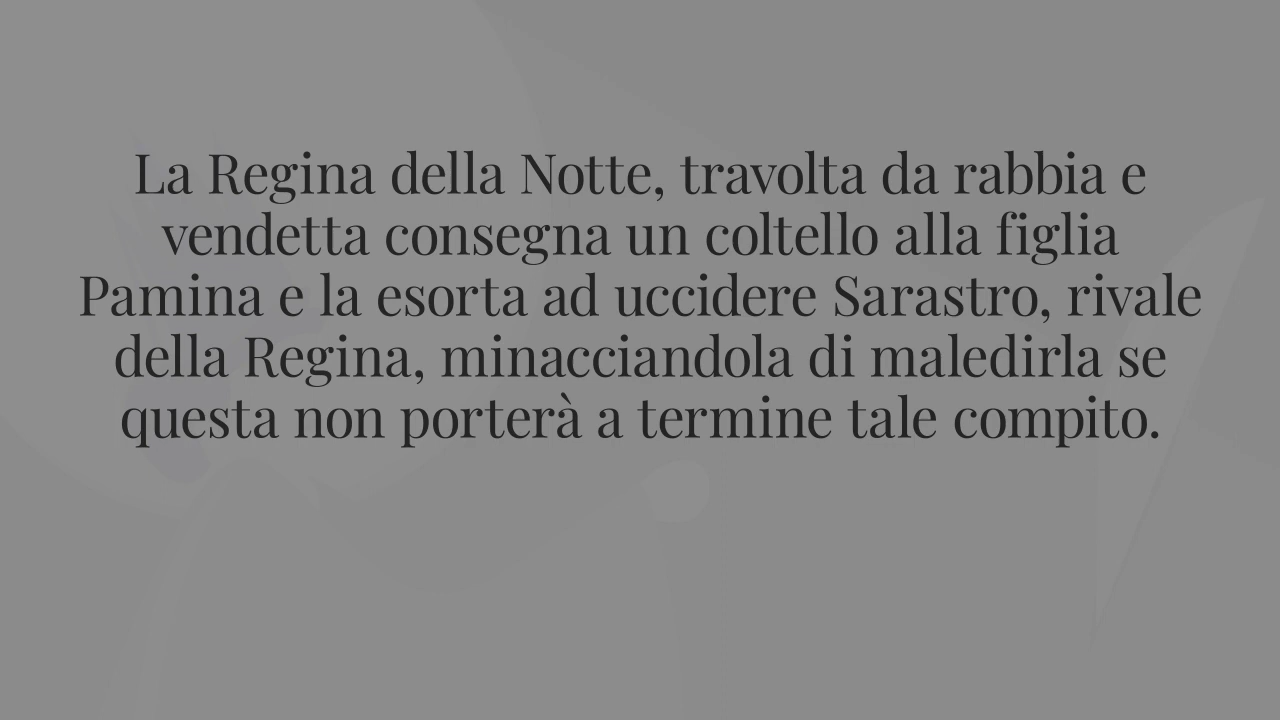 La Regina della Notte, travolta da rabbia e
vendetta consegna un coltello alla figlia
Pamina e la esorta ad uccidere Sarastro, rivale
della Regina, minacciandola di maledirla se
questa non porterà a termine tale compito.